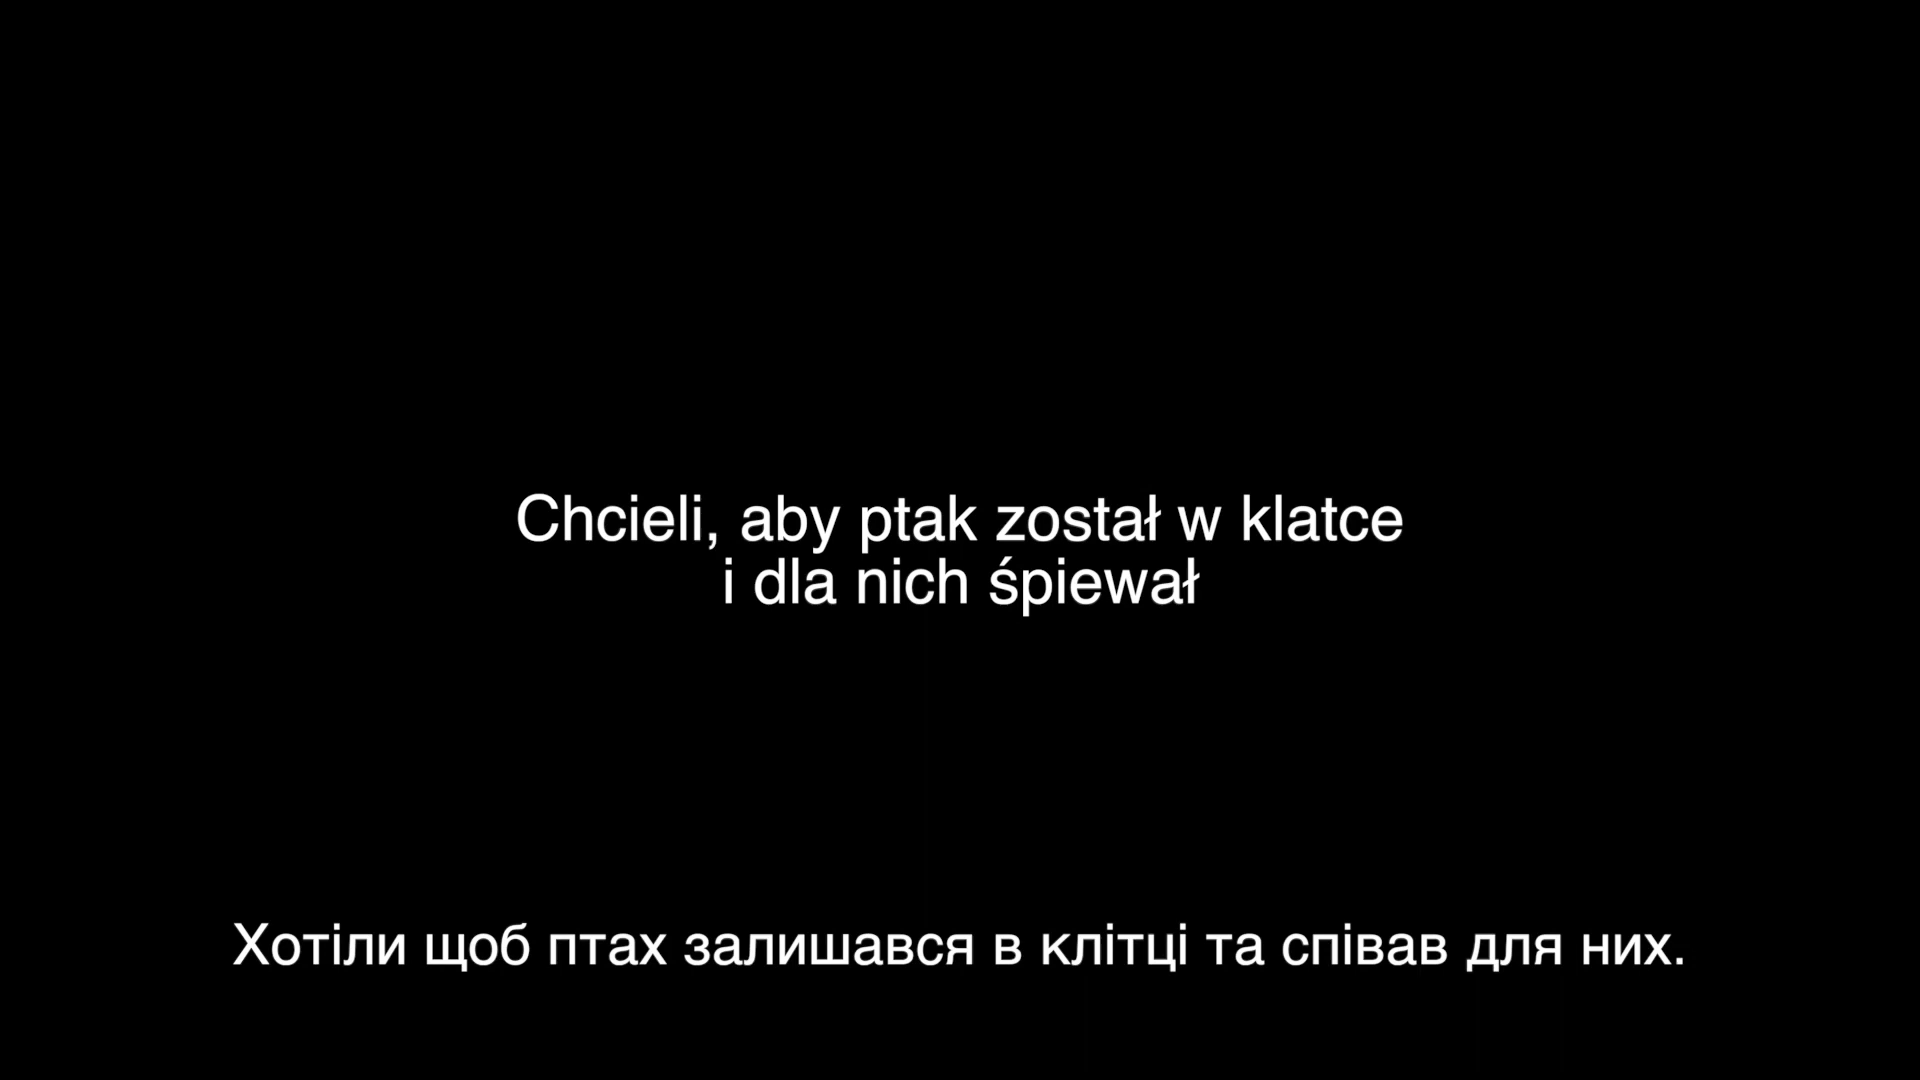 Chcieli, aby ptak został w klatce
i dla nich śpiewał
Хотіли щоб птах залишався в клітці та співав для них.